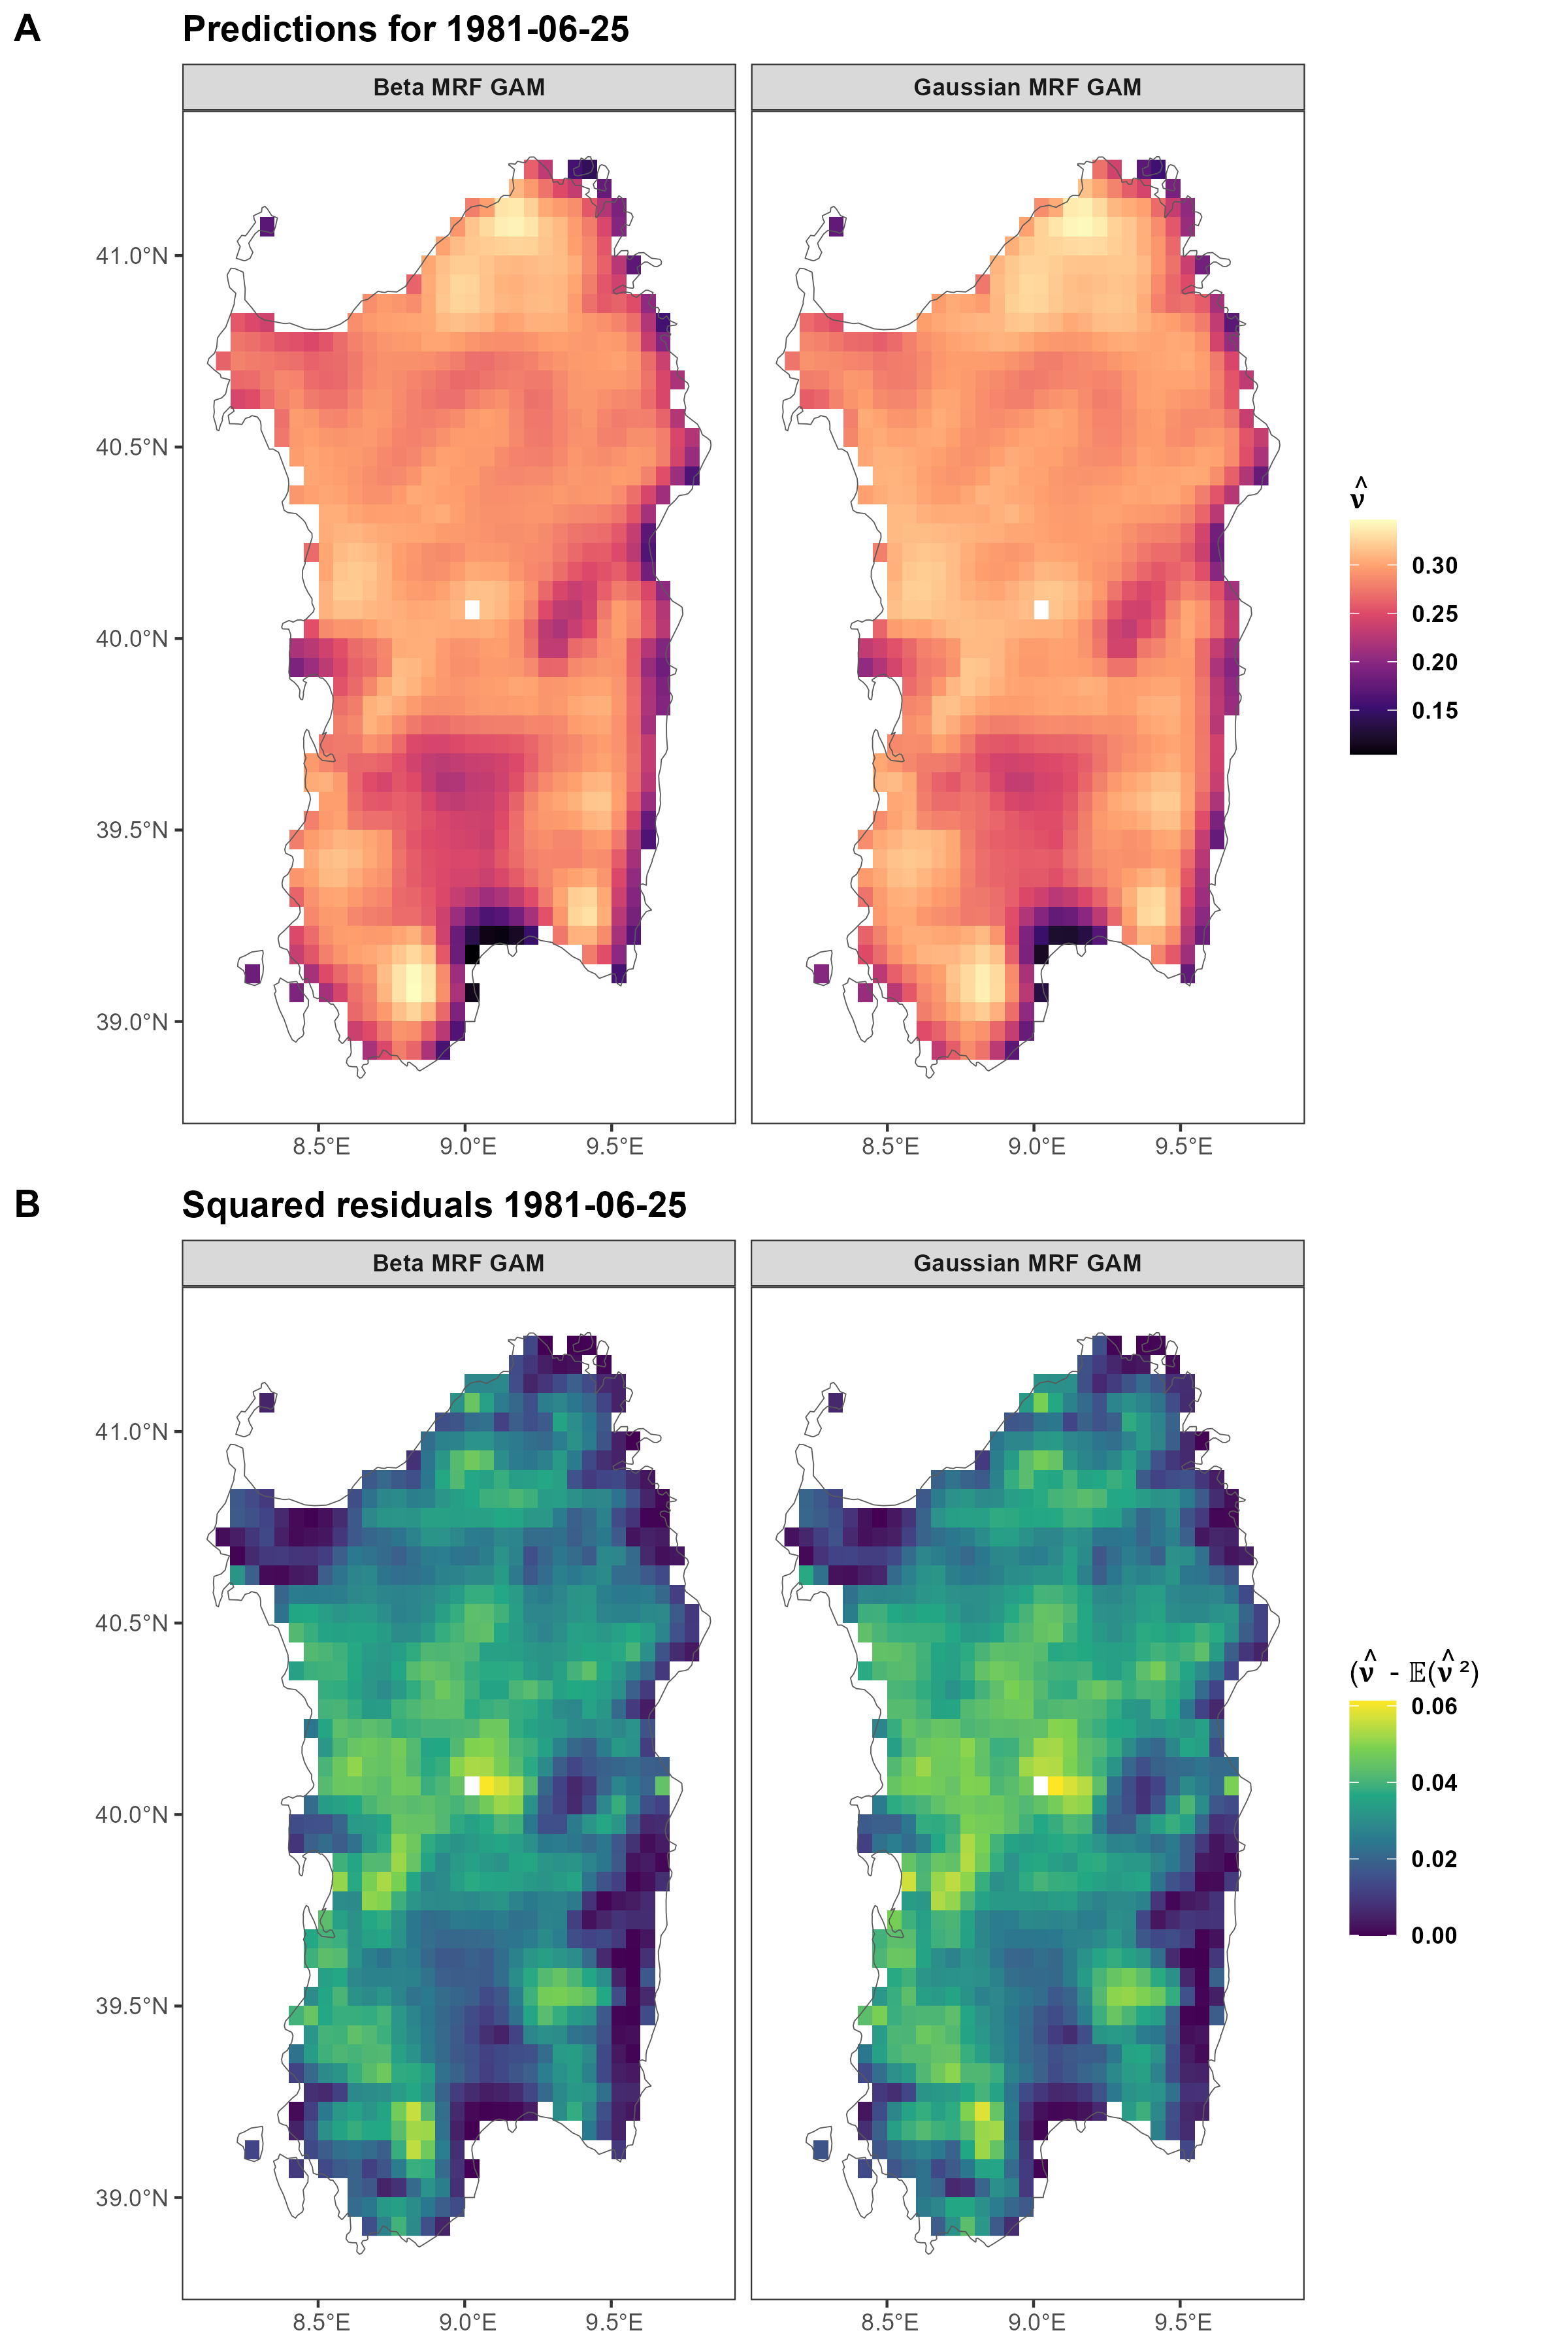 A Predictions for 1981-06-25
Beta MRF GAM Gaussian MRF GAM
41.0°N
40.5°N
40.0°N
39.5°N
39.0°N
8.5°E 9.0°E 9.5°E 8.5°E 9.0°E 9.5°E
ν̂
0.30
0.25
0.20
0.15
B Squared residuals 1981-06-25
Beta MRF GAM Gaussian MRF GAM
41.0°N
40.5°N
40.0°N
39.5°N
39.0°N
8.5°E 9.0°E 9.5°E 8.5°E 9.0°E 9.5°E
(ν̂ - 𝔼(ν̂²)
0.06
0.04
0.02
0.00